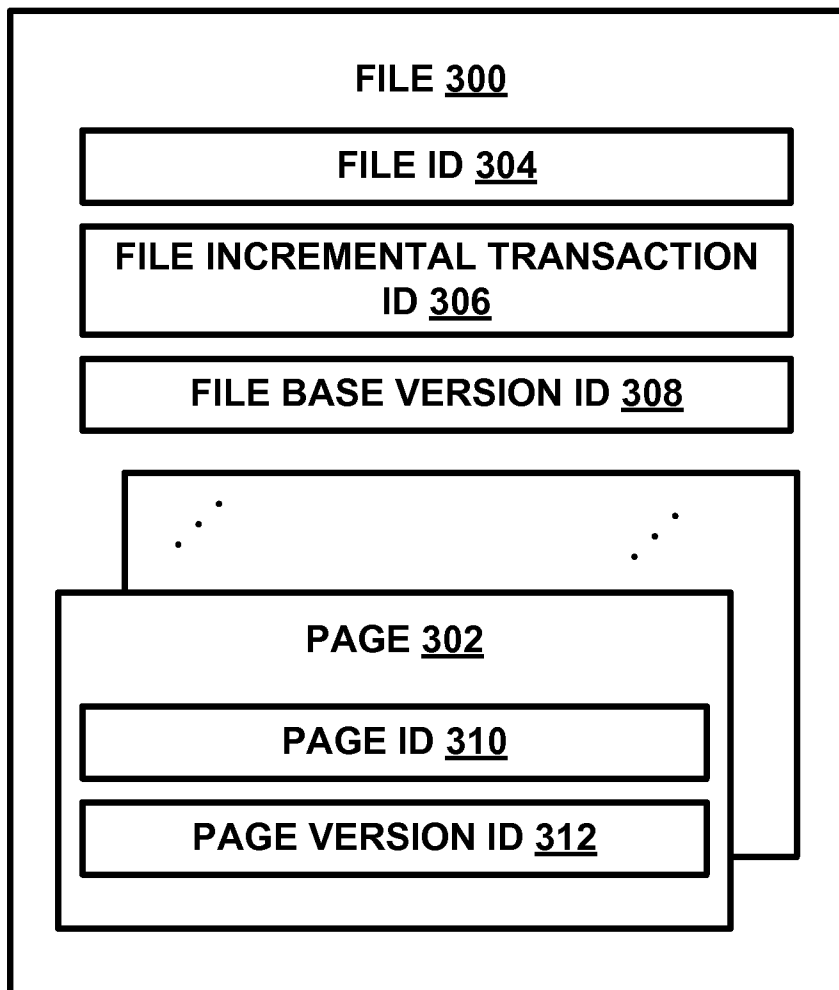 FILE 300
FILE ID 304
FILE INCREMENTAL TRANSACTION
ID 306
FILE BASE VERSION ID 308
PAGE 302
PAGE ID 310
PAGE VERSION ID 312